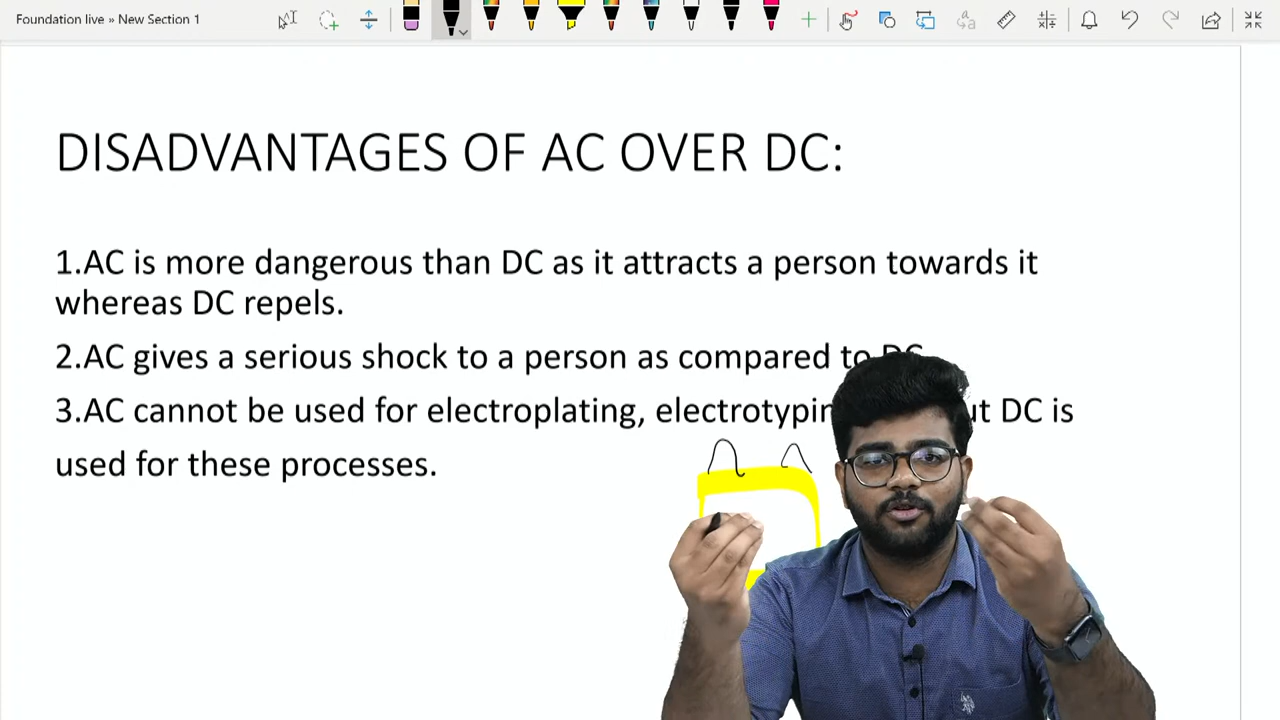 Foundation live » New Section 1
DISADVANTAGES OF AC OVER DC:
1.AC is more dangerous than DC as it attracts a person towards it
whereas DC repels.
2.AC gives a serious shock to a person as compared to DC
3.AC cannot be used for electroplating, DC is
used for these processes.